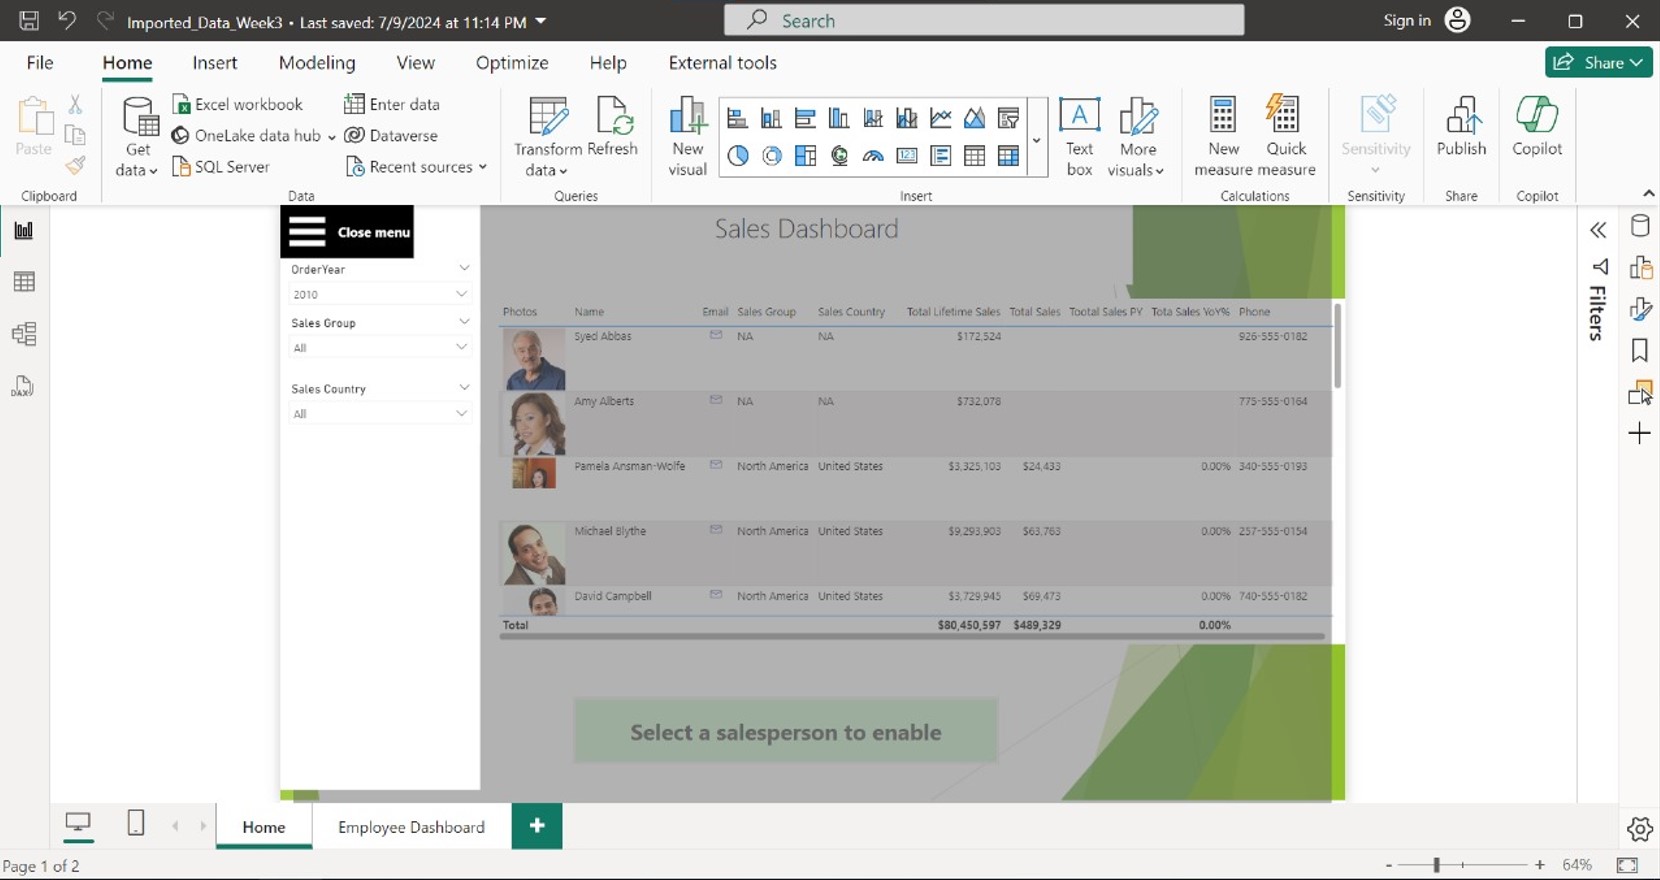 Imported_Data_Week3 • Last saved: 7/9/2024 at 11:14 PM
Search
Sign in
File Home Insert Modeling View Optimize Help External tools
Share
Paste
Clipboard
Get data
Excel workbook
OneLake data hub
SQL Server
Enter data
Dataverse
Recent sources
Data
Transform data
Refresh
Queries
New visual
123
A
Text box
More visuals
Insert
New measure
Quick measure
Calculations
Sensitivity
Sensitivity
Publish
Share
Copilot
Copilot
DAX
Close menu
OrderYear
2010
Sales Group
All
Sales Country
All
Sales Dashboard
Photos Name Email Sales Group Sales Country Total Lifetime Sales Total Sales Tootal Sales PY Tota Sales YoY% Phone
Syed Abbas NA NA $172,524 926-555-0182
Amy Alberts NA NA $732,078 775-555-0164
Pamela Ansman-Wolfe North America United States $3,325,103 $24,433 0.00% 340-555-0193
Michael Blythe North America United States $9,293,903 $63,763 0.00% 257-555-0154
David Campbell North America United States $3,729,945 $69,473 0.00% 740-555-0182
Total $80,450,597 $489,329 0.00%
Select a salesperson to enable
Filters
Home
Employee Dashboard
+
Page 1 of 2
- + 64%